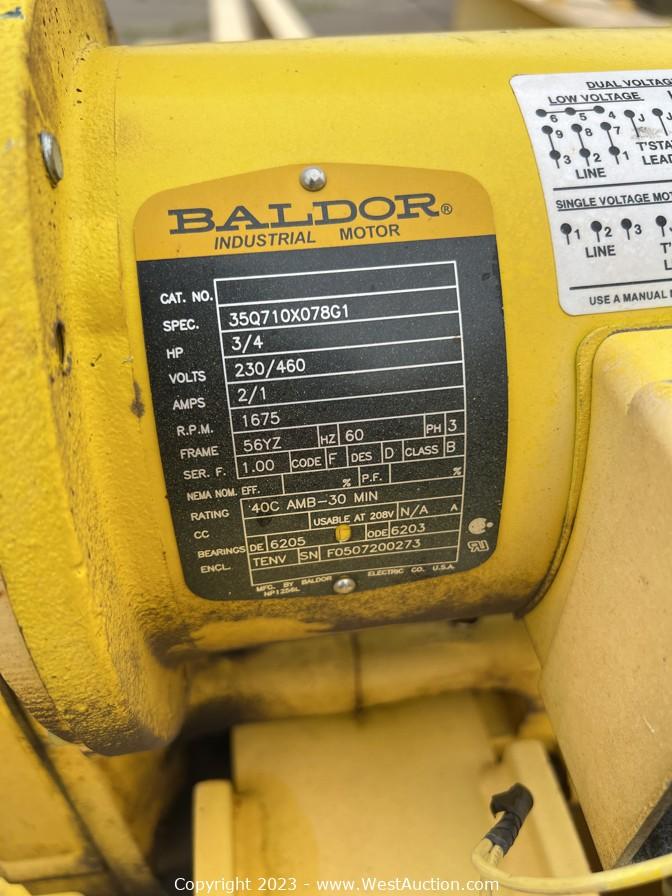 BALDOR®
INDUSTRIAL MOTOR
CAT. NO.
SPEC. 35Q710X078G1
HP 3/4
VOLTS 230/460
AMPS 2/1
R.P.M. 1675
FRAME 56YZ HZ 60 PH 3
SER. F. 1.00 CODE F DES D CLASS B
NEMA NOM. EFF. % P.F. %
RATING 40C AMB-30 MIN
CC USABLE AT 208V N/A A
BEARINGS DE 6205 ODE 6203
ENCL. TENV SN F0507200273
MFG. BY BALDOR ELECTRIC CO. U.S.A.
NP1256L
DUAL VOLTAGE
LOW VOLTAGE
6 5 4 J
9 8 7
3 2 1
LINE
T'STA
LEA
SINGLE VOLTAGE MO
1 2 3
LINE
USE A MANUAL
Copyright © 2023 - www.WestAuction.com